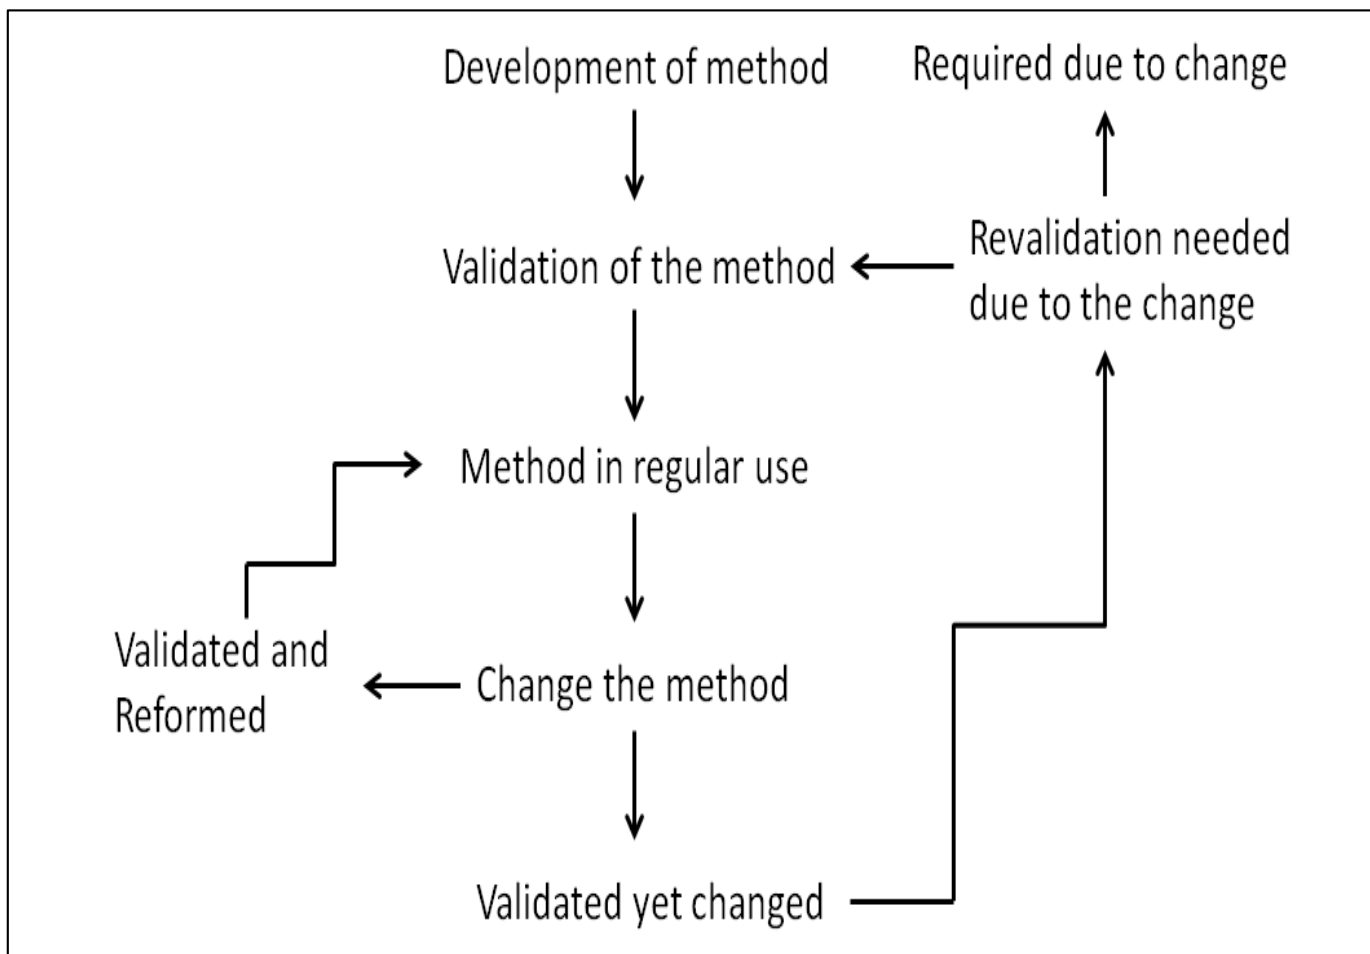 Development of method
Required due to change
Validation of the method
Revalidation needed
due to the change
Method in regular use
Validated and
Reformed
Change the method
Validated yet changed